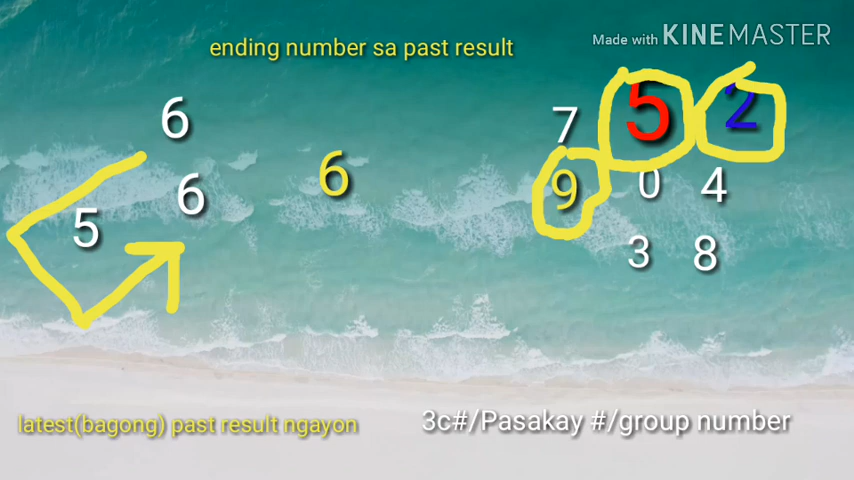 ending number sa past result
Made with KINEMASTER
6
7 5 2
6
6
9 0 4
5
3 8
latest(bagong) past result ngayon
3c#/Pasakay #/group number